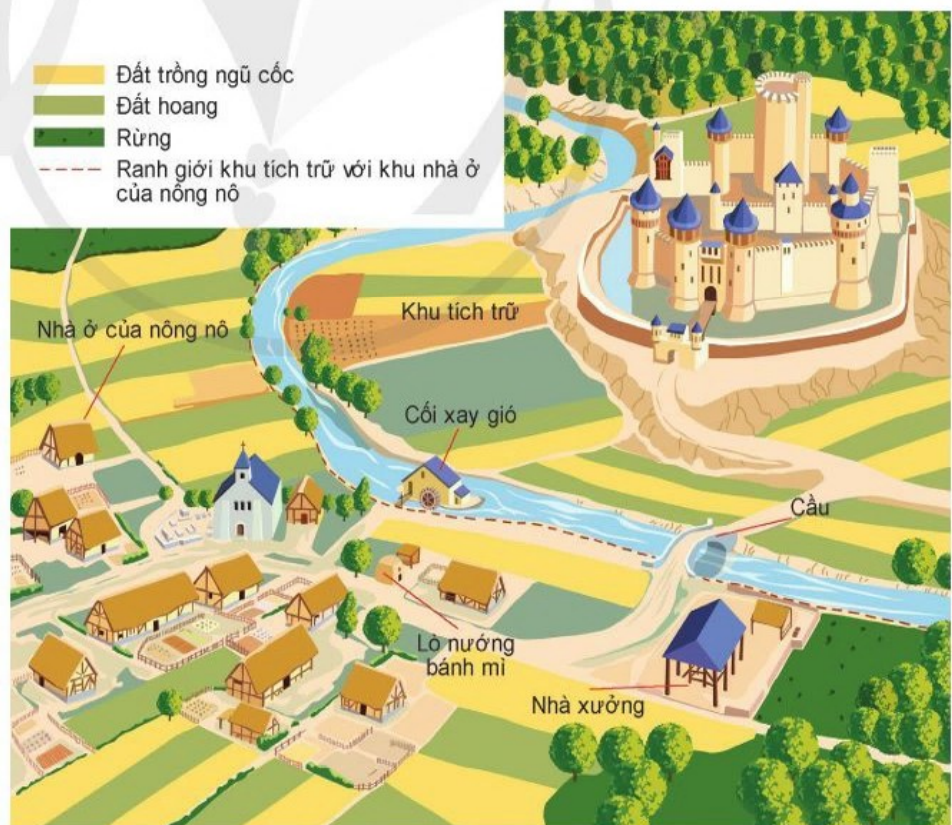 Đất trồng ngũ cốc
Đất hoang
Rừng
Ranh giới khu tích trữ với khu nhà ở
của nông nô
Khu tích trữ
Nhà ở của nông nô
Cối xay gió
Cầu
Lò nướng
bánh mì
Nhà xưởng